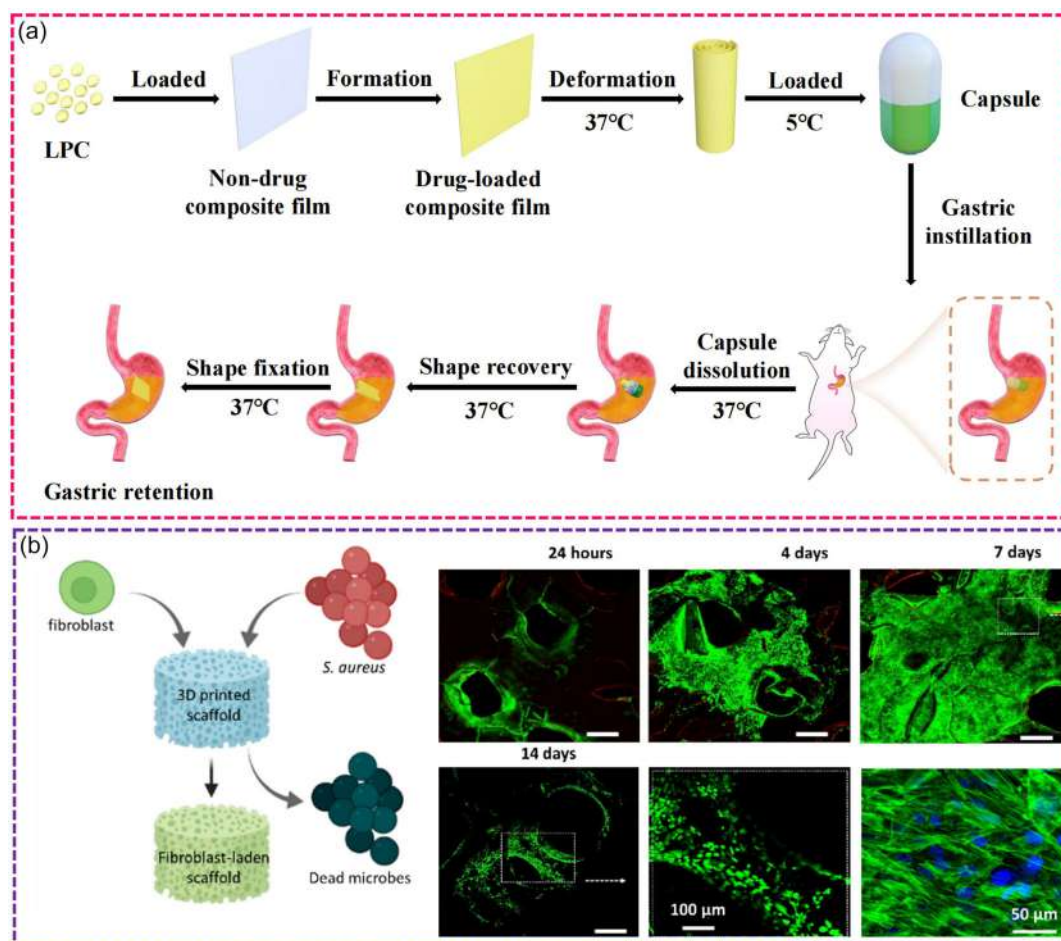 (a)
Loaded
Formation
Deformation
37°C
Loaded
5°C
Capsule
LPC
Non-drug
composite film
Drug-loaded
composite film
Gastric
instillation
Shape fixation
37°C
Shape recovery
37°C
Capsule
dissolution
37°C
Gastric retention
(b)
fibroblast
S. aureus
3D printed
scaffold
Fibroblast-laden
scaffold
Dead microbes
24 hours
4 days
7 days
14 days
100 μm
50 μm